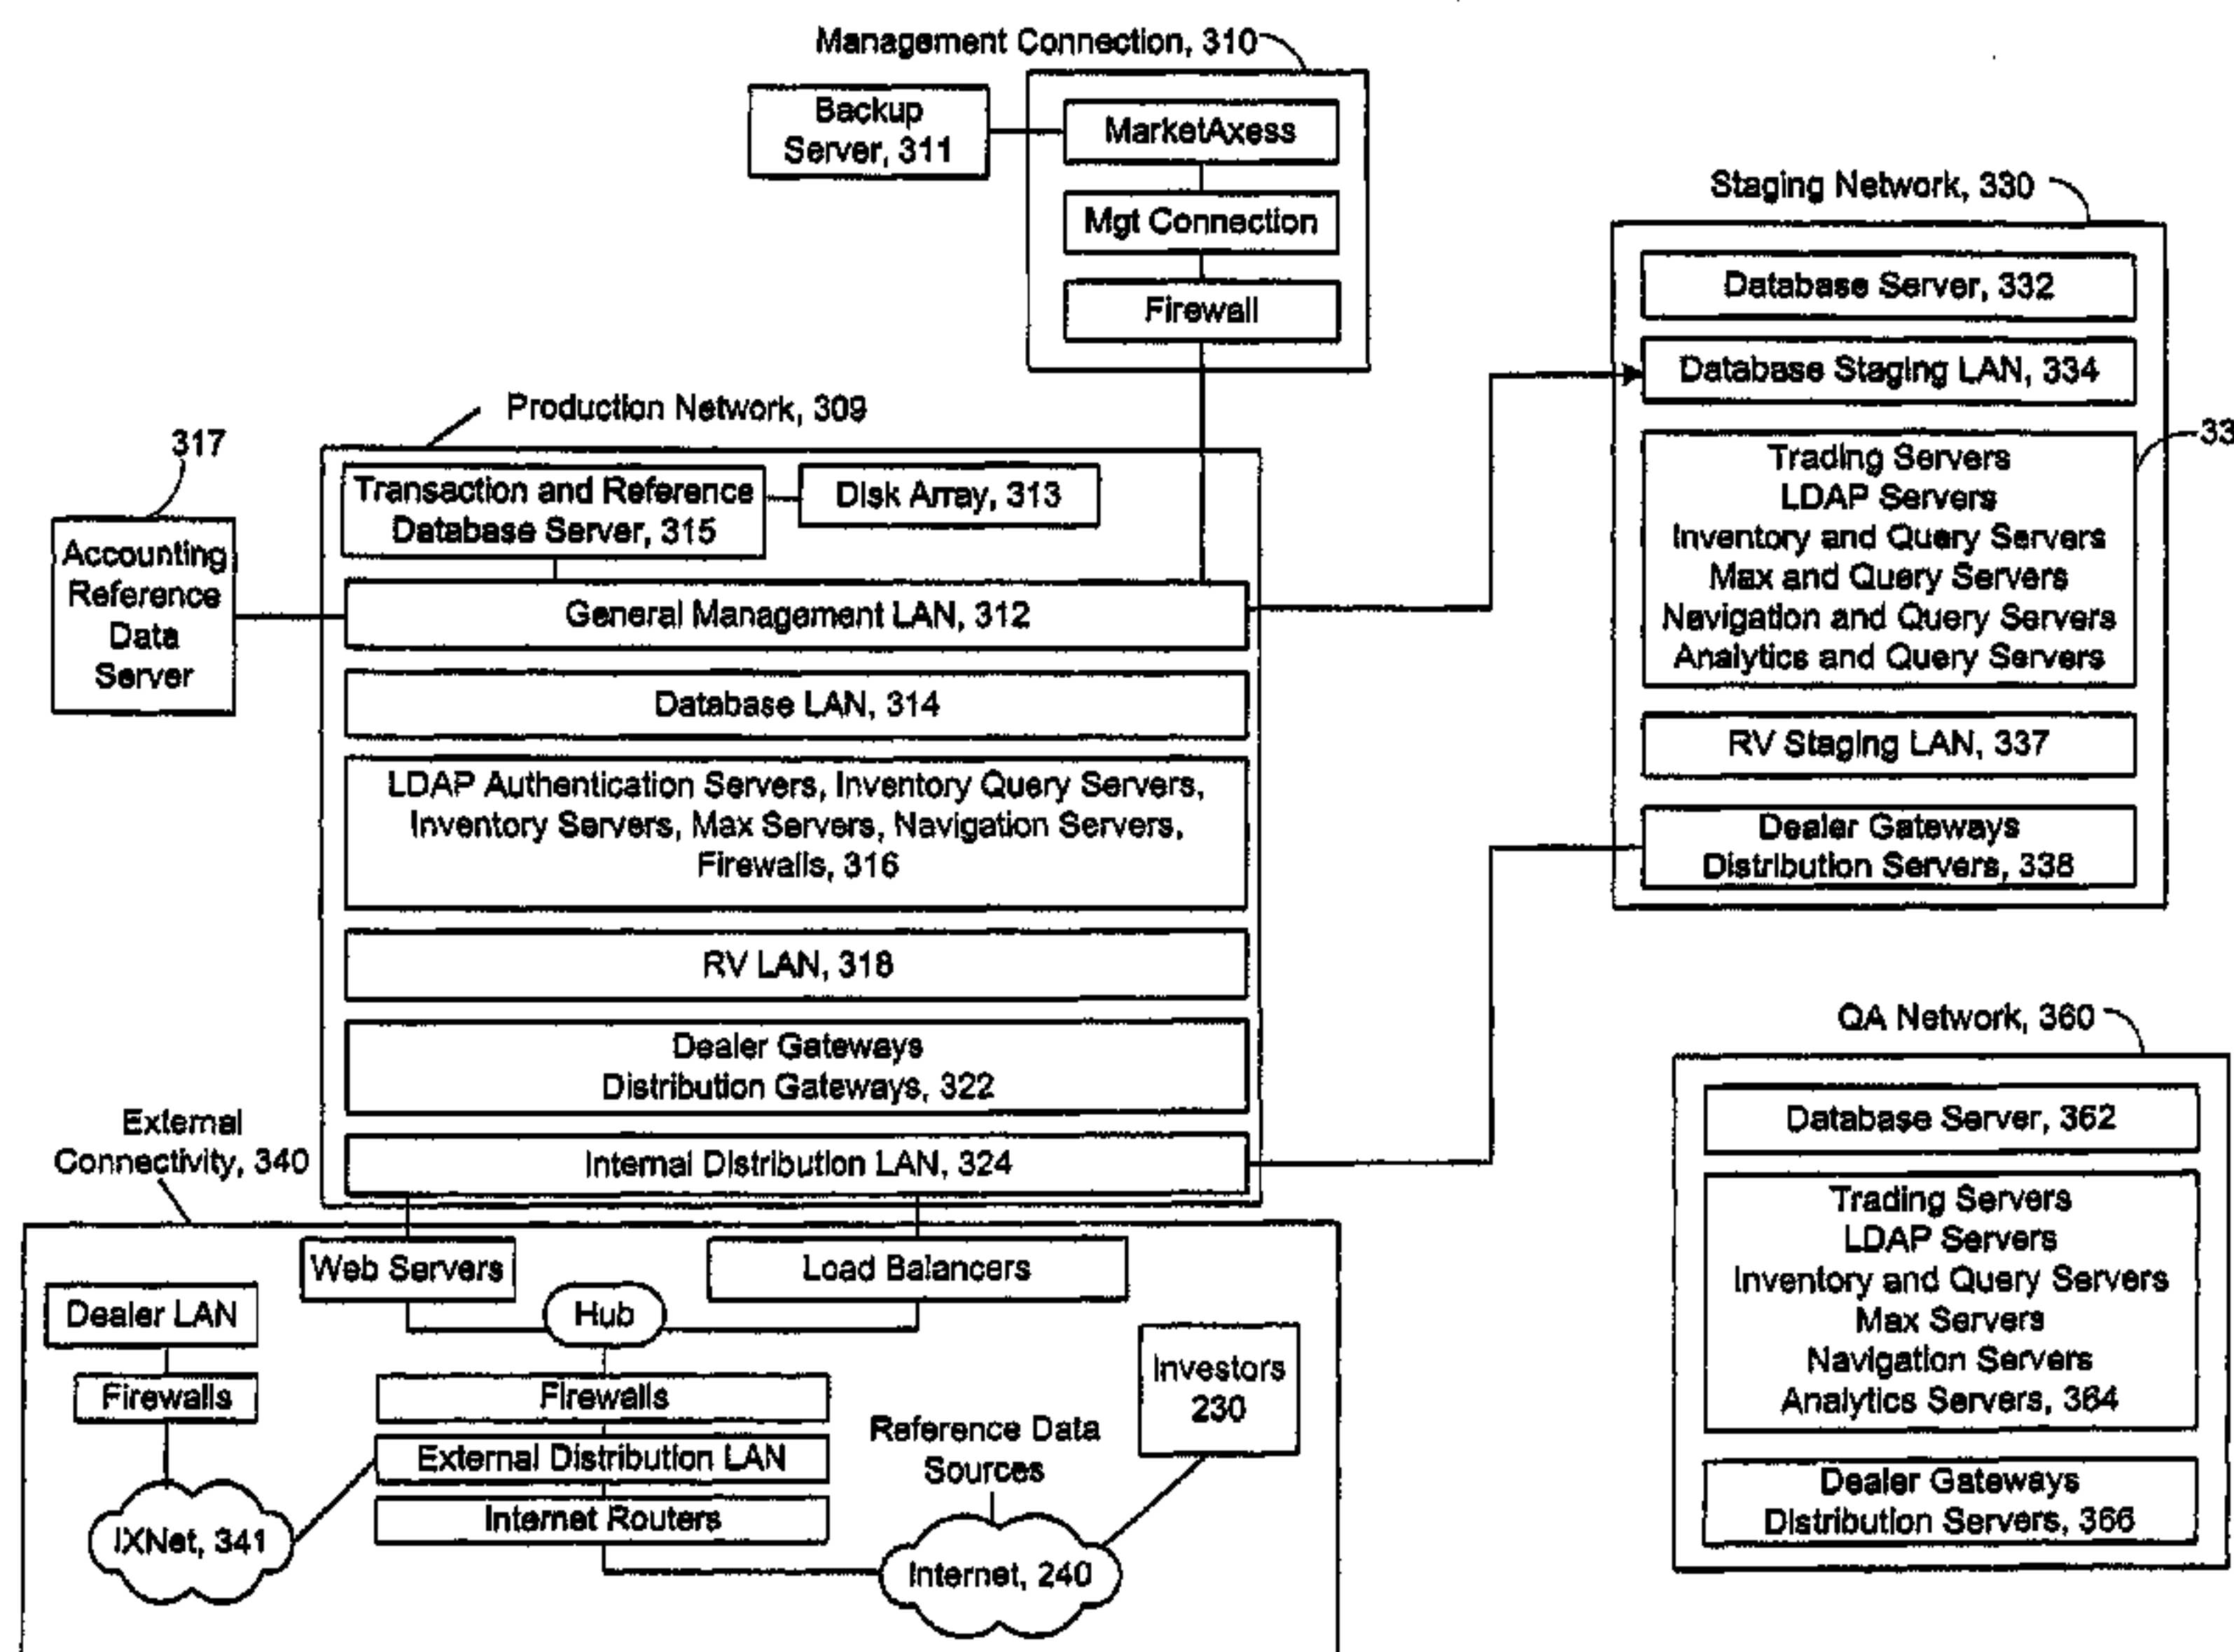 Management Connection, 310
Backup
Server, 311
MarketAxess
Mgt Connection
Firewall
Staging Network, 330
Database Server, 332
Database Staging LAN, 334
Trading Servers
LDAP Servers
Inventory and Query Servers
Max and Query Servers
Navigation and Query Servers
Analytics and Query Servers
33
RV Staging LAN, 337
Dealer Gateways
Distribution Servers, 338
Production Network, 309
317
Accounting
Reference
Data
Server
Transaction and Reference
Database Server, 315
Disk Array, 313
General Management LAN, 312
Database LAN, 314
LDAP Authentication Servers, Inventory Query Servers,
Inventory Servers, Max Servers, Navigation Servers,
Firewalls, 316
RV LAN, 318
Dealer Gateways
Distribution Gateways, 322
Internal Distribution LAN, 324
External
Connectivity, 340
Web Servers
Load Balancers
Hub
Dealer LAN
Firewalls
IXNet, 341
Firewalls
External Distribution LAN
Internet Routers
Reference Data
Sources
Investors
230
Internet, 240
QA Network, 360
Database Server, 362
Trading Servers
LDAP Servers
Inventory and Query Servers
Max Servers
Navigation Servers
Analytics Servers, 364
Dealer Gateways
Distribution Servers, 366